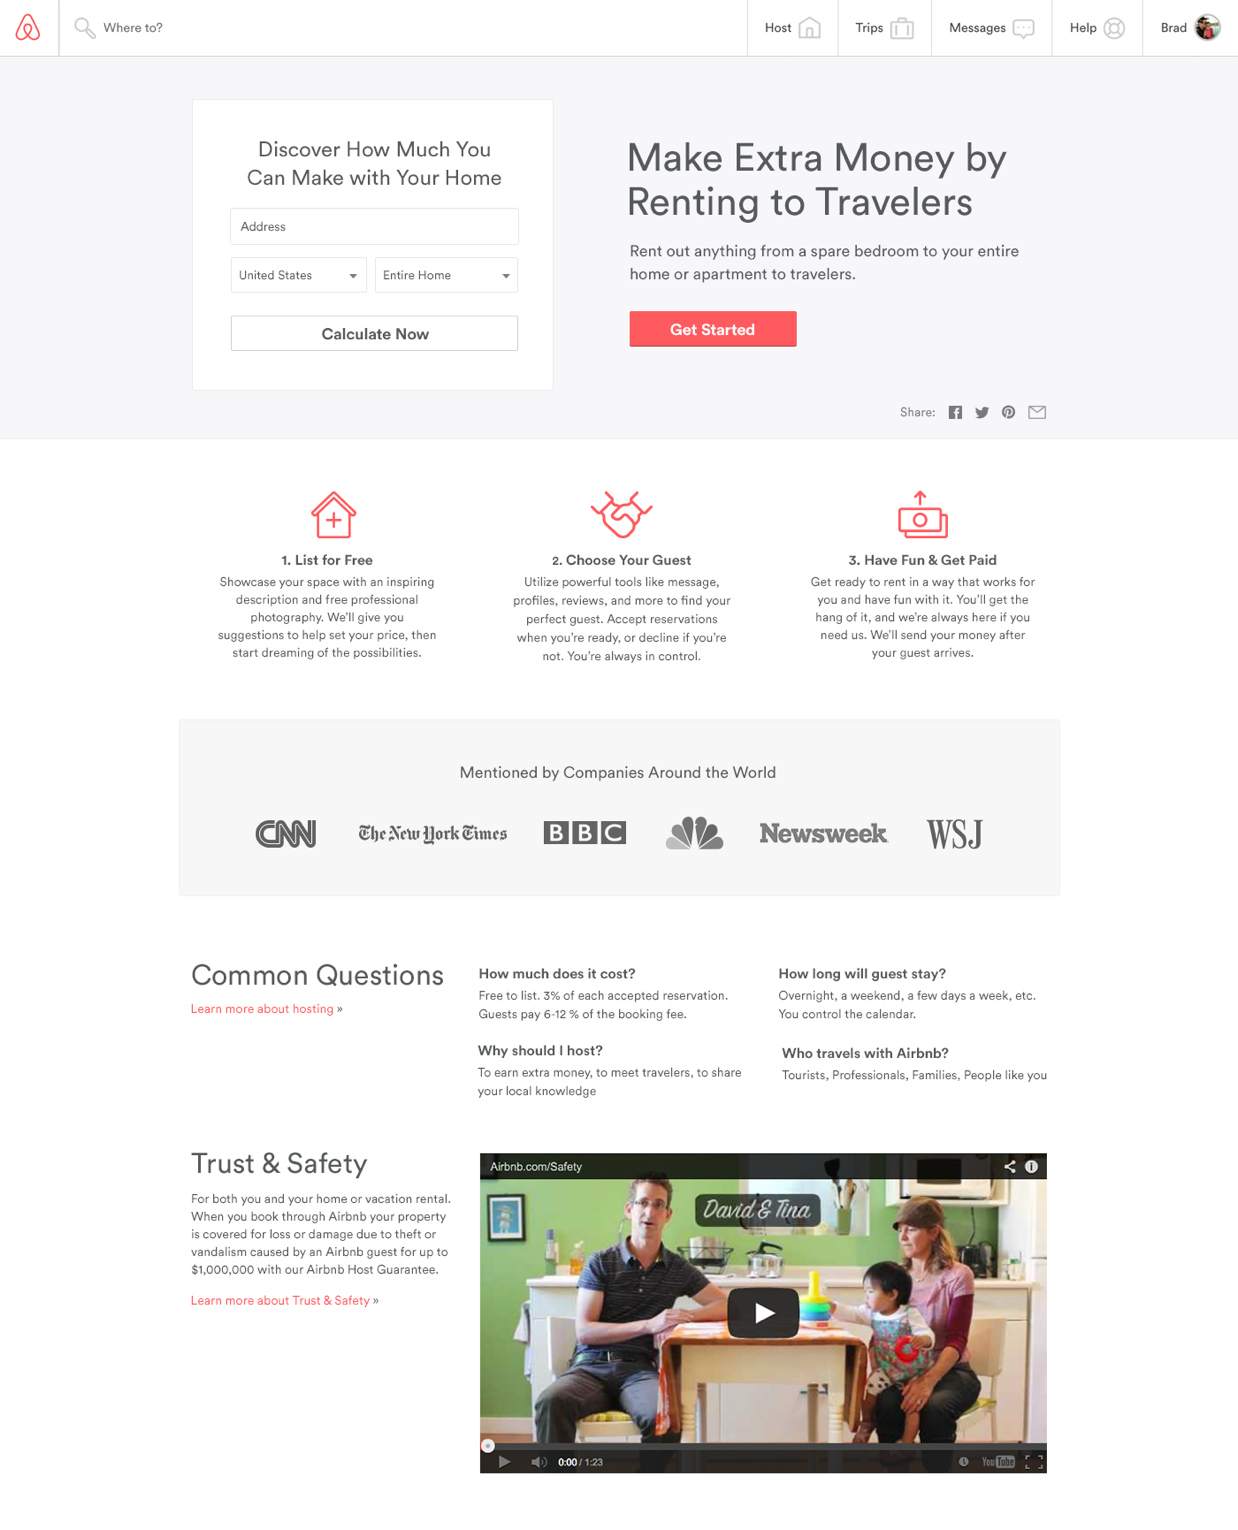 Where to?
Host
Trips
Messages
Help
Brad
Discover How Much You
Can Make with Your Home
Address
United States
Entire Home
Calculate Now
Make Extra Money by
Renting to Travelers
Rent out anything from a spare bedroom to your entire
home or apartment to travelers.
Get Started
Share:
1. List for Free
Showcase your space with an inspiring
description and free professional
photography. We'll give you
suggestions to help set your price, then
start dreaming of the possibilities.
2. Choose Your Guest
Utilize powerful tools like message,
profiles, reviews, and more to find your
perfect guest. Accept reservations
when you're ready, or decline if you're
not. You're always in control.
3. Have Fun & Get Paid
Get ready to rent in a way that works for
you and have fun with it. You'll get the
hang of it, and we're always here if you
need us. We'll send your money after
your guest arrives.
Mentioned by Companies Around the World
CNN
The New York Times
BBC
Newsweek
WSJ
Common Questions
Learn more about hosting »
How much does it cost?
Free to list. 3% of each accepted reservation.
Guests pay 6-12 % of the booking fee.
How long will guest stay?
Overnight, a weekend, a few days a week, etc.
You control the calendar.
Why should I host?
To earn extra money, to meet travelers, to share
your local knowledge
Who travels with Airbnb?
Tourists, Professionals, Families, People like you
Trust & Safety
For both you and your home or vacation rental.
When you book through Airbnb your property
is covered for loss or damage due to theft or
vandalism caused by an Airbnb guest for up to
$1,000,000 with our Airbnb Host Guarantee.
Learn more about Trust & Safety »
Airbnb.com/Safety
David & Tina
0:00 / 1:23
YouTube